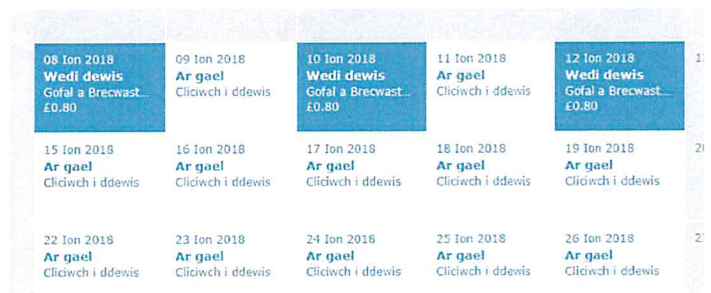 08 Ion 2018
Wedi dewis
Gofal a Brecwast...
£0.80
09 Ion 2018
Ar gael
Cliciwch i ddewis
10 Ion 2018
Wedi dewis
Gofal a Brecwast...
£0.80
11 Ion 2018
Ar gael
Cliciwch i ddewis
12 Ion 2018
Wedi dewis
Gofal a Brecwast...
£0.80
15 Ion 2018
Ar gael
Cliciwch i ddewis
16 Ion 2018
Ar gael
Cliciwch i ddewis
17 Ion 2018
Ar gael
Cliciwch i ddewis
18 Ion 2018
Ar gael
Cliciwch i ddewis
19 Ion 2018
Ar gael
Cliciwch i ddewis
22 Ion 2018
Ar gael
Cliciwch i ddewis
23 Ion 2018
Ar gael
Cliciwch i ddewis
24 Ion 2018
Ar gael
Cliciwch i ddewis
25 Ion 2018
Ar gael
Cliciwch i ddewis
26 Ion 2018
Ar gael
Cliciwch i ddewis